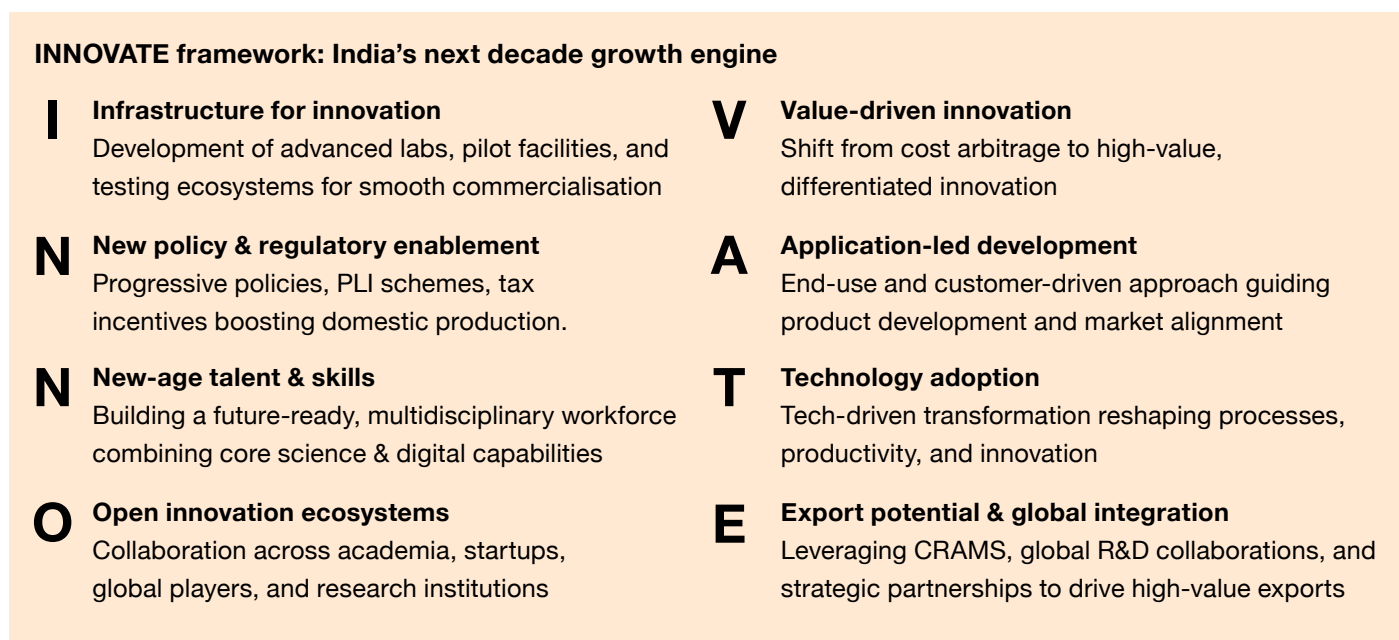 INNOVATE framework: India’s next decade growth engine
I
Infrastructure for innovation
Development of advanced labs, pilot facilities, and
testing ecosystems for smooth commercialisation
N
New policy & regulatory enablement
Progressive policies, PLI schemes, tax
incentives boosting domestic production.
N
New-age talent & skills
Building a future-ready, multidisciplinary workforce
combining core science & digital capabilities
O
Open innovation ecosystems
Collaboration across academia, startups,
global players, and research institutions
V
Value-driven innovation
Shift from cost arbitrage to high-value,
differentiated innovation
A
Application-led development
End-use and customer-driven approach guiding
product development and market alignment
T
Technology adoption
Tech-driven transformation reshaping processes,
productivity, and innovation
E
Export potential & global integration
Leveraging CRAMS, global R&D collaborations, and
strategic partnerships to drive high-value exports